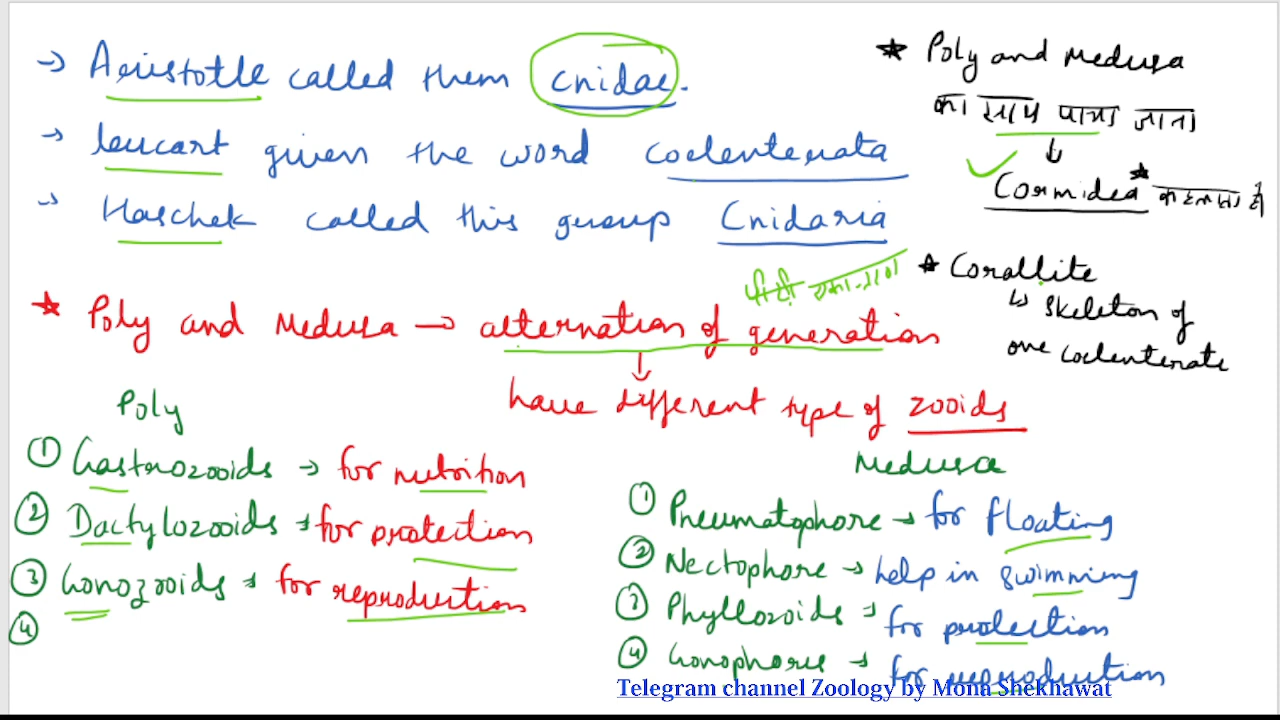 → Aristotle called them cnidae.
→ leucart given the word coelenterata
→ Haschek called this group Cnidaria
★ Poly and Medusa → alternation of generation
↓
have different type of zooids
Poly
① Gastrozooids → for nutrition
② Dactylozooids → for protection
③ Gonozooids → for reproduction
④
Medusa
① Pneumatophore → for floating
② Nectophore → help in swimming
③ Phyllozoids → for protection
④ Gonophores → for reproduction
★ Poly and Medusa
का साथ पाया जाना
↓
Cormidea★ कहलाता है
★ Corallite
↳ skeleton of
one coelenterate
Telegram channel Zoology by Mona Shekhawat